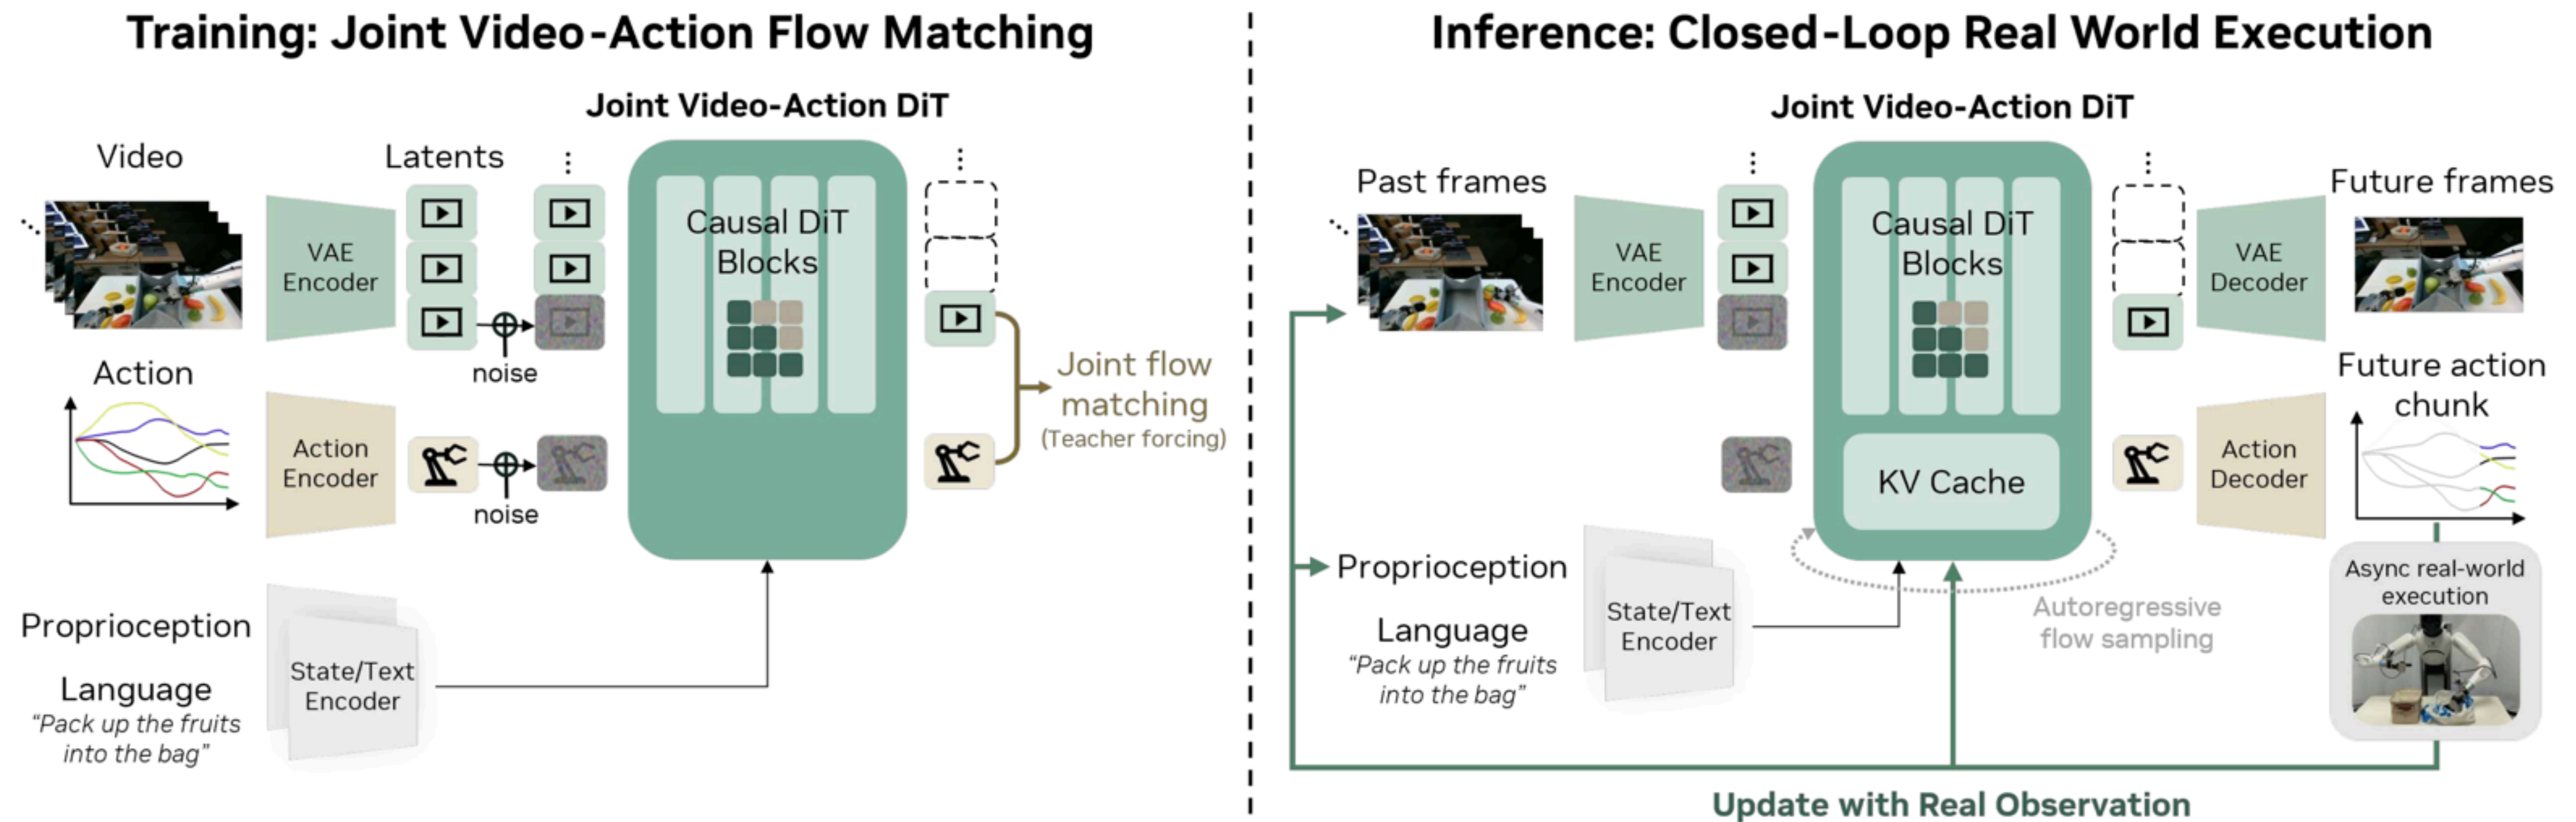 Training: Joint Video-Action Flow Matching
Joint Video-Action DiT
Video
Latents
VAE
Encoder
Causal DiT
Blocks
noise
Action
Action
Encoder
noise
Joint flow
matching
(Teacher forcing)
Proprioception
Language
“Pack up the fruits
into the bag”
State/Text
Encoder
Inference: Closed-Loop Real World Execution
Joint Video-Action DiT
Past frames
VAE
Encoder
Causal DiT
Blocks
KV Cache
Future frames
VAE
Decoder
Future action
chunk
Action
Decoder
Proprioception
Language
“Pack up the fruits
into the bag”
State/Text
Encoder
Autoregressive
flow sampling
Async real-world
execution
Update with Real Observation